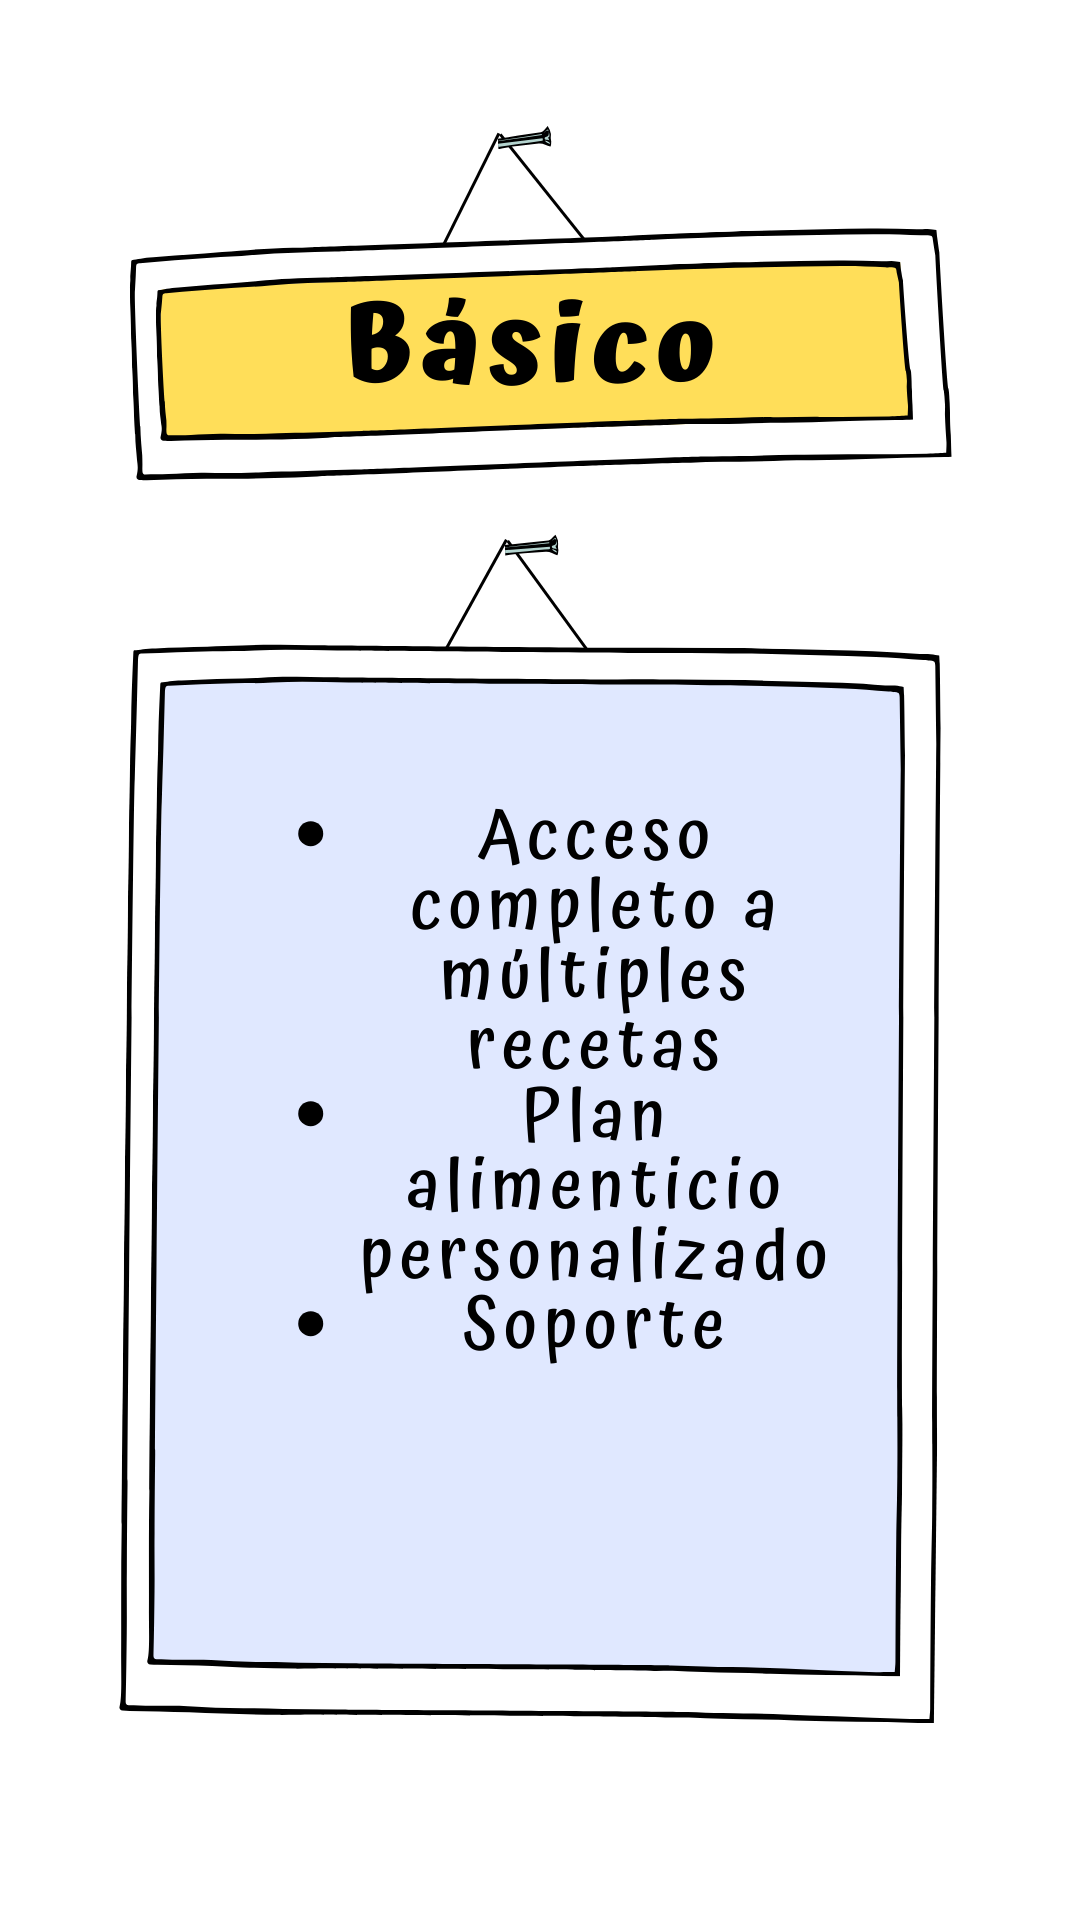 Básico
• Acceso
completo a
múltiples
recetas
• Plan
alimenticio
personalizado
• Soporte